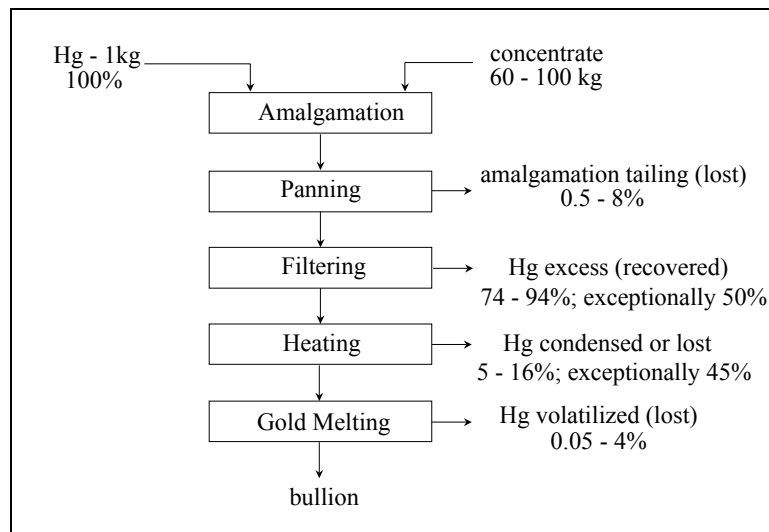 Hg - 1kg
100%
concentrate
60 - 100 kg
Amalgamation
Panning
amalgamation tailing (lost)
0.5 - 8%
Filtering
Hg excess (recovered)
74 - 94%; exceptionally 50%
Heating
Hg condensed or lost
5 - 16%; exceptionally 45%
Gold Melting
Hg volatilized (lost)
0.05 - 4%
bullion